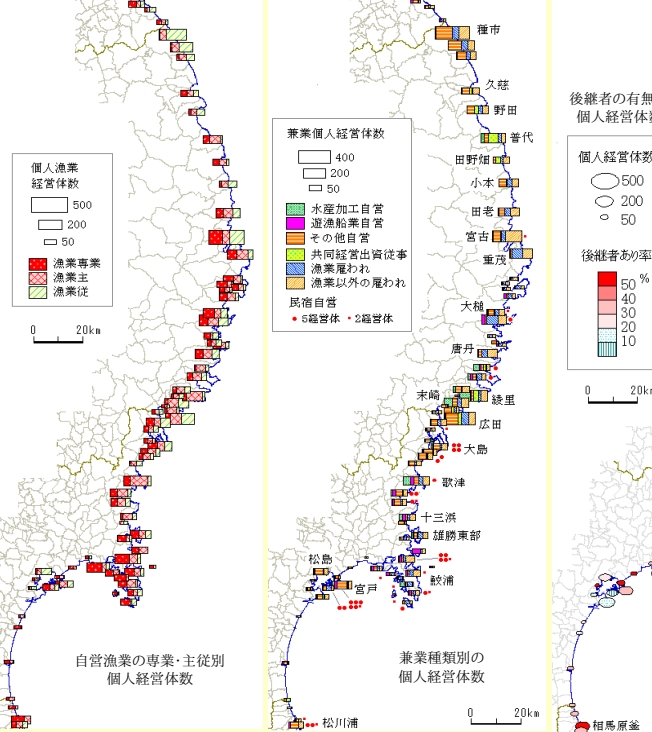 個人漁業
経営体数
500
200
50
漁業専業
漁業主
漁業従
0 20km
自営漁業の専業・主従別
個人経営体数
兼業個人経営体数
400
200
50
水産加工自営
遊漁船業自営
その他自営
共同経営出資従事
漁業雇われ
漁業以外の雇われ
民宿自営
5経営体 2経営体
種市
久慈
野田
普代
田野畑
小本
田老
宮古
重茂
大槌
唐丹
末崎
綾里
広田
大島
歌津
十三浜
雄勝東部
松島
宮戸
鮫浦
松川浦
兼業種類別の
個人経営体数
0 20km
後継者の有無
個人経営体数
個人経営体数
500
200
50
後継者あり率
50 %
40
30
20
10
0 20km
相馬原釜